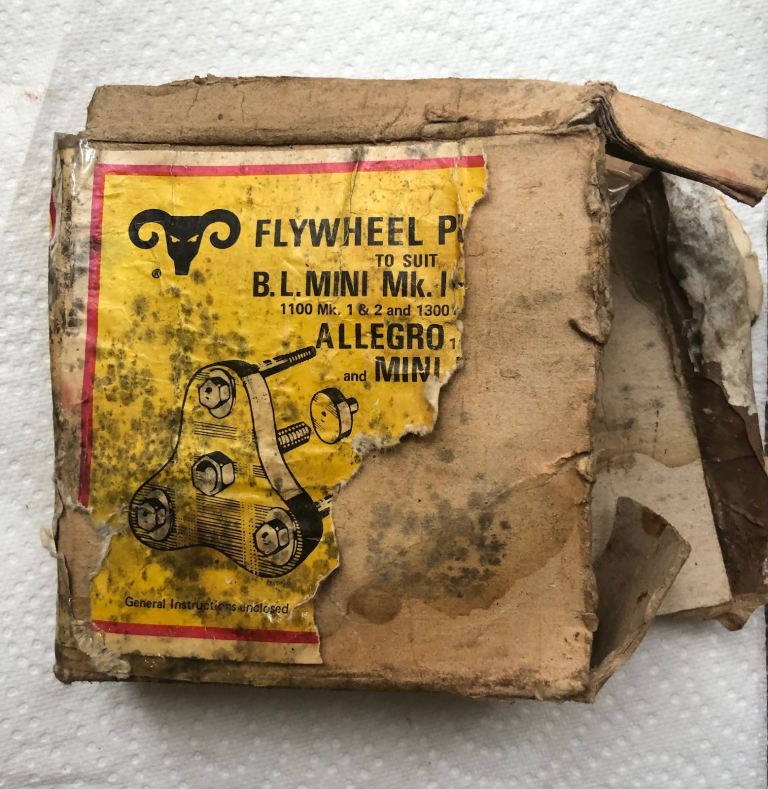 FLYWHEEL P
TO SUIT
B.L. MINI Mk. I
1100 Mk. 1 & 2 and 1300
ALLEGRO
and MINI
®
General Instructions enclosed